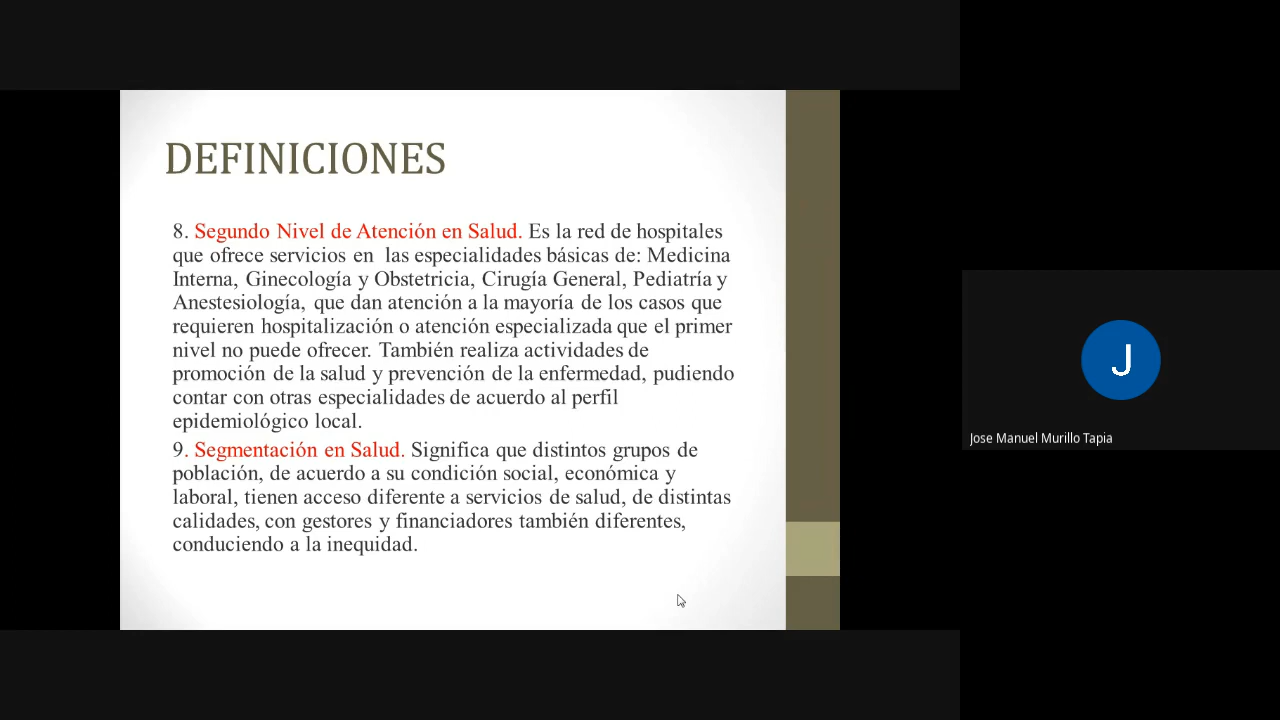 DEFINICIONES
8. Segundo Nivel de Atención en Salud. Es la red de hospitales
que ofrece servicios en las especialidades básicas de: Medicina
Interna, Ginecología y Obstetricia, Cirugía General, Pediatría y
Anestesiología, que dan atención a la mayoría de los casos que
requieren hospitalización o atención especializada que el primer
nivel no puede ofrecer. También realiza actividades de
promoción de la salud y prevención de la enfermedad, pudiendo
contar con otras especialidades de acuerdo al perfil
epidemiológico local.
9. Segmentación en Salud. Significa que distintos grupos de
población, de acuerdo a su condición social, económica y
laboral, tienen acceso diferente a servicios de salud, de distintas
calidades, con gestores y financiadores también diferentes,
conduciendo a la inequidad.
J
Jose Manuel Murillo Tapia